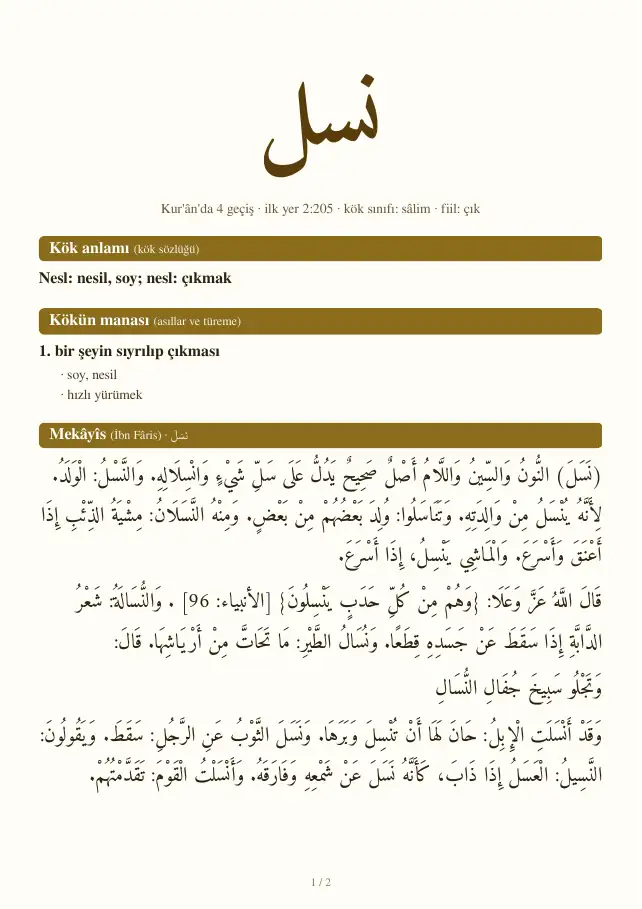 نسل
Kur'ân'da 4 geçiş · ilk yer 2:205 · kök sınıfı: sâlim · fiil: çık
Kök anlamı (kök sözlüğü)
Nesl: nesil, soy; nesl: çıkmak
Kökün manası (asıllar ve türeme)
1. bir şeyin sıyrılıp çıkması
· soy, nesil
· hızlı yürümek
Mekâyîs (İbn Fâris) · نسل
(نَسَلَ) النُّونُ وَالسِّينُ وَاللَّامُ أَصْلٌ صَحِيحٌ يَدُلُّ عَلَى سَلِّ شَيْءٍ وَانْسِلَالِهِ. وَالنَّسْلُ: الْوَلَدُ.
لِأَنَّهُ يُنْسَلُ مِنْ وَالِدَتِهِ. وَتَنَاسَلُوا: وُلِدَ بَعْضُهُمْ مِنْ بَعْضٍ. وَمِنْهُ النَّسَلَانُ: مِشْيَةُ الذِّئْبِ إِذَا
أَعْنَقَ وَأَسْرَعَ. وَالْمَاشِي يَنْسِلُ، إِذَا أَسْرَعَ.
قَالَ اللَّهُ عَزَّ وَعَلَا: {وَهُمْ مِنْ كُلِّ حَدَبٍ يَنْسِلُونَ} [الأنبياء: 96] . وَالنُّسَالَةُ: شَعْرُ
الدَّابَّةِ إِذَا سَقَطَ عَنْ جَسَدِهِ قِطَعًا. وَنُسَالُ الطَّيْرِ: مَا تَحَاتَّ مِنْ أَرْيَاشِهَا. قَالَ:
وَتَجْلُو سَبِيخَ جُفَالِ النُّسَالِ
وَقَدْ أَنْسَلَتِ الْإِبِلُ: حَانَ لَهَا أَنْ تُنْسِلَ وَبَرَهَا. وَنَسَلَ الثَّوْبُ عَنِ الرَّجُلِ: سَقَطَ. وَيَقُولُونَ:
النَّسِيلُ: الْعَسَلُ إِذَا ذَابَ، كَأَنَّهُ نَسَلَ عَنْ شَمْعِهِ وَفَارَقَهُ. وَأَنْسَلْتُ الْقَوْمَ: تَقَدَّمْتُهُمْ.
1 / 2